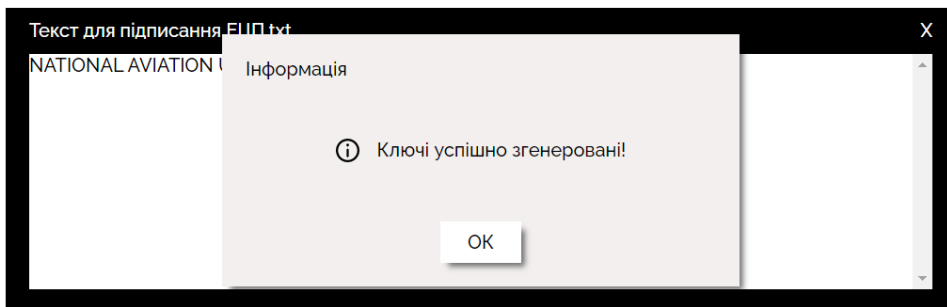 Текст для підписання ЕЦП.txt
X
NATIONAL AVIATION
Інформація
Ключі успішно згенеровані!
OK